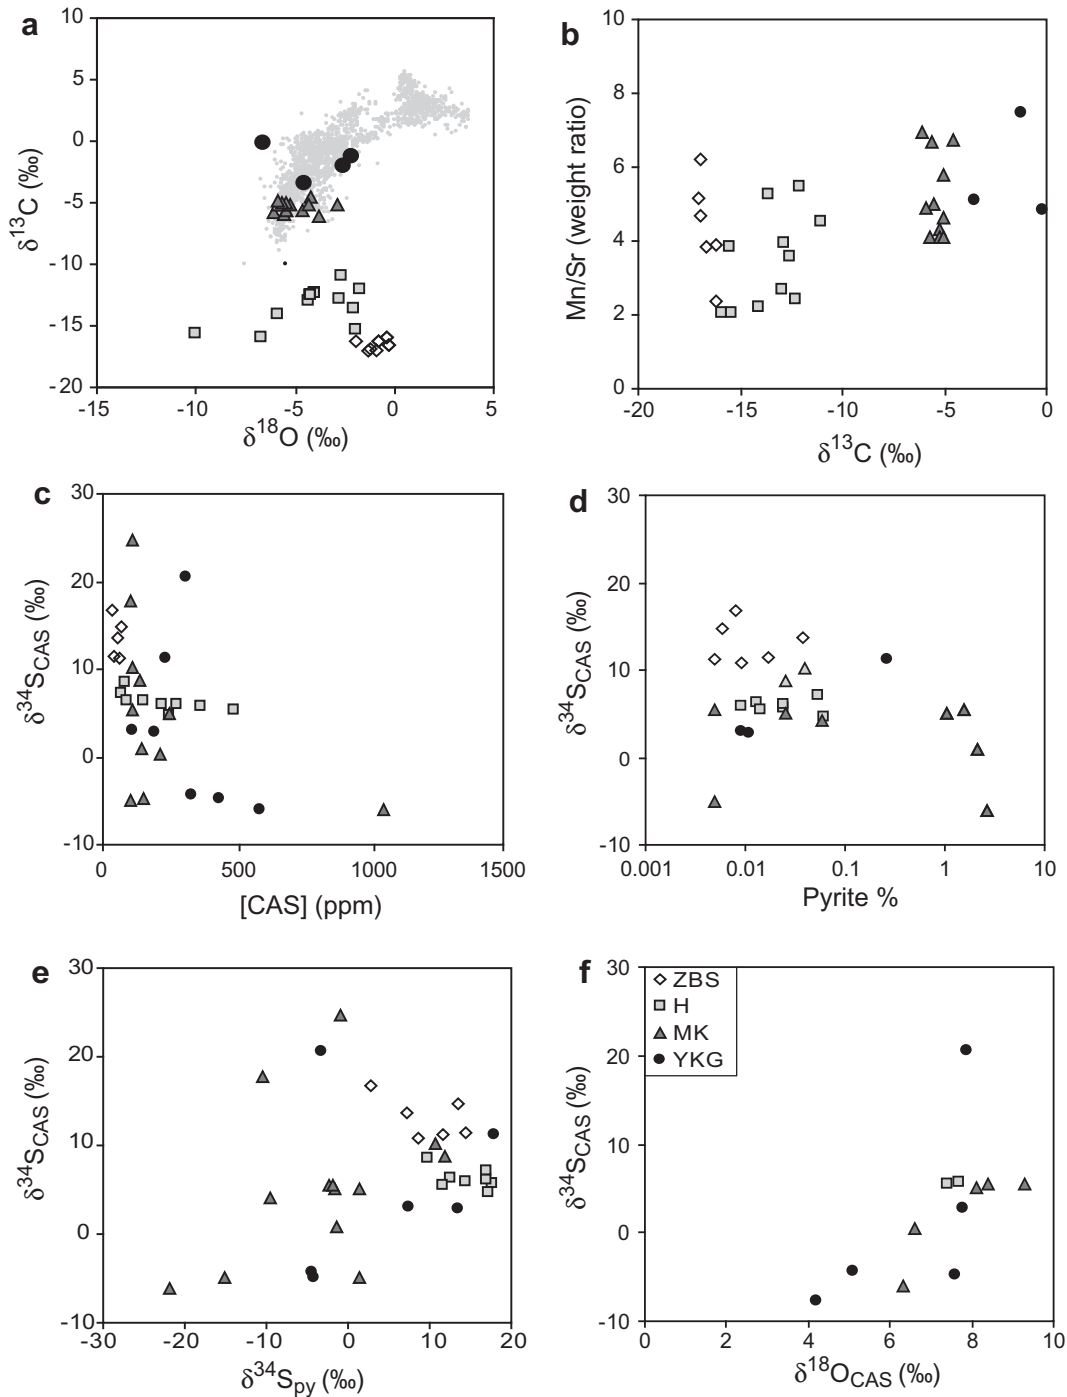 a
10
5
0
-5
-10
-15
-20
-15
-10
-5
0
5
δ13C (‰)
δ18O (‰)
b
10
8
6
4
2
0
-20
-15
-10
-5
0
Mn/Sr (weight ratio)
δ13C (‰)
c
30
20
10
0
-10
0
500
1000
1500
δ34SCAS (‰)
[CAS] (ppm)
d
30
20
10
0
-10
0.001
0.01
0.1
1
10
δ34SCAS (‰)
Pyrite %
e
30
20
10
0
-10
-30
-20
-10
0
10
20
δ34SCAS (‰)
δ34Spy (‰)
f
30
20
10
0
-10
0
2
4
6
8
10
ZBS
H
MK
YKG
δ34SCAS (‰)
δ18OCAS (‰)